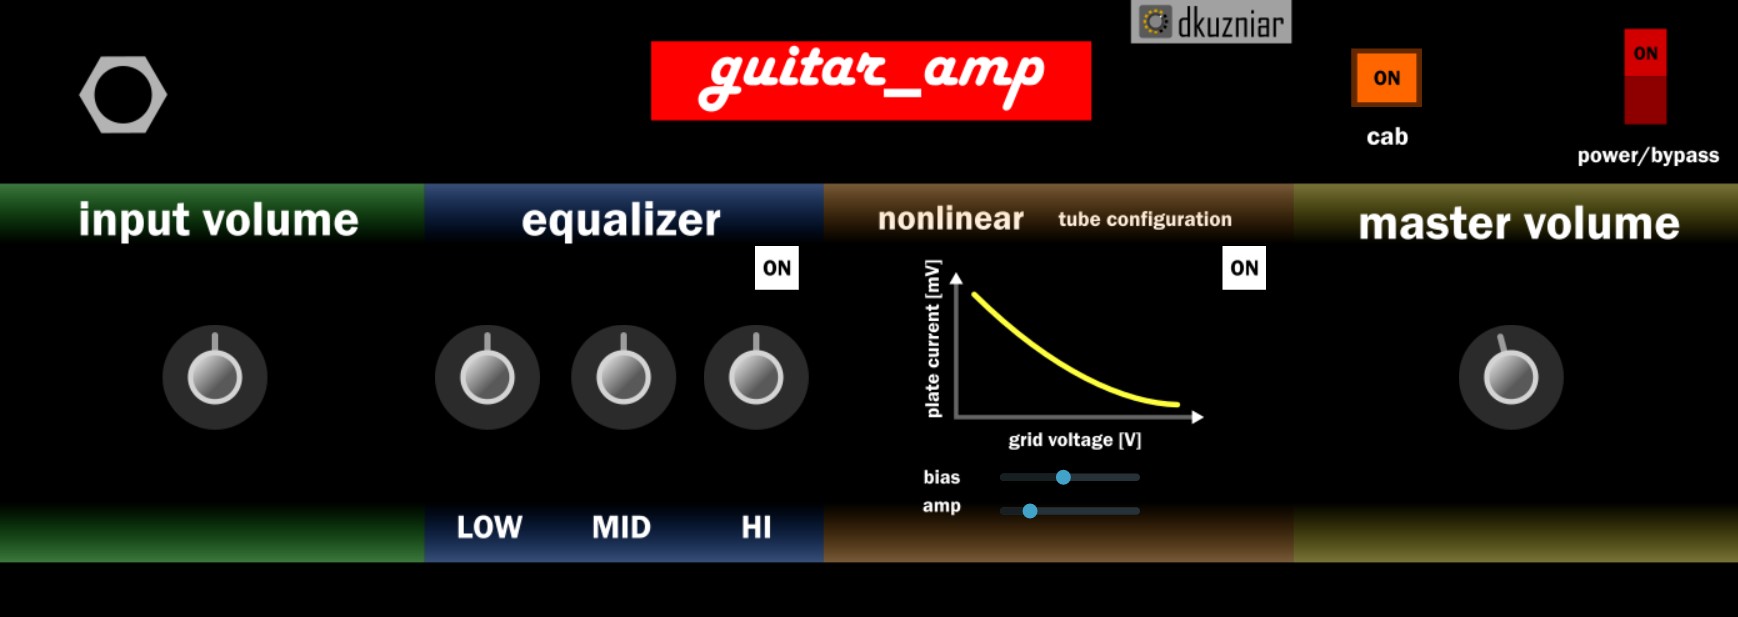 dkuzniar
guitar_amp
ON
ON
cab
power/bypass
input volume
equalizer
nonlinear
tube configuration
master volume
ON
ON
plate current [mV]
grid voltage [V]
bias
amp
LOW
MID
HI